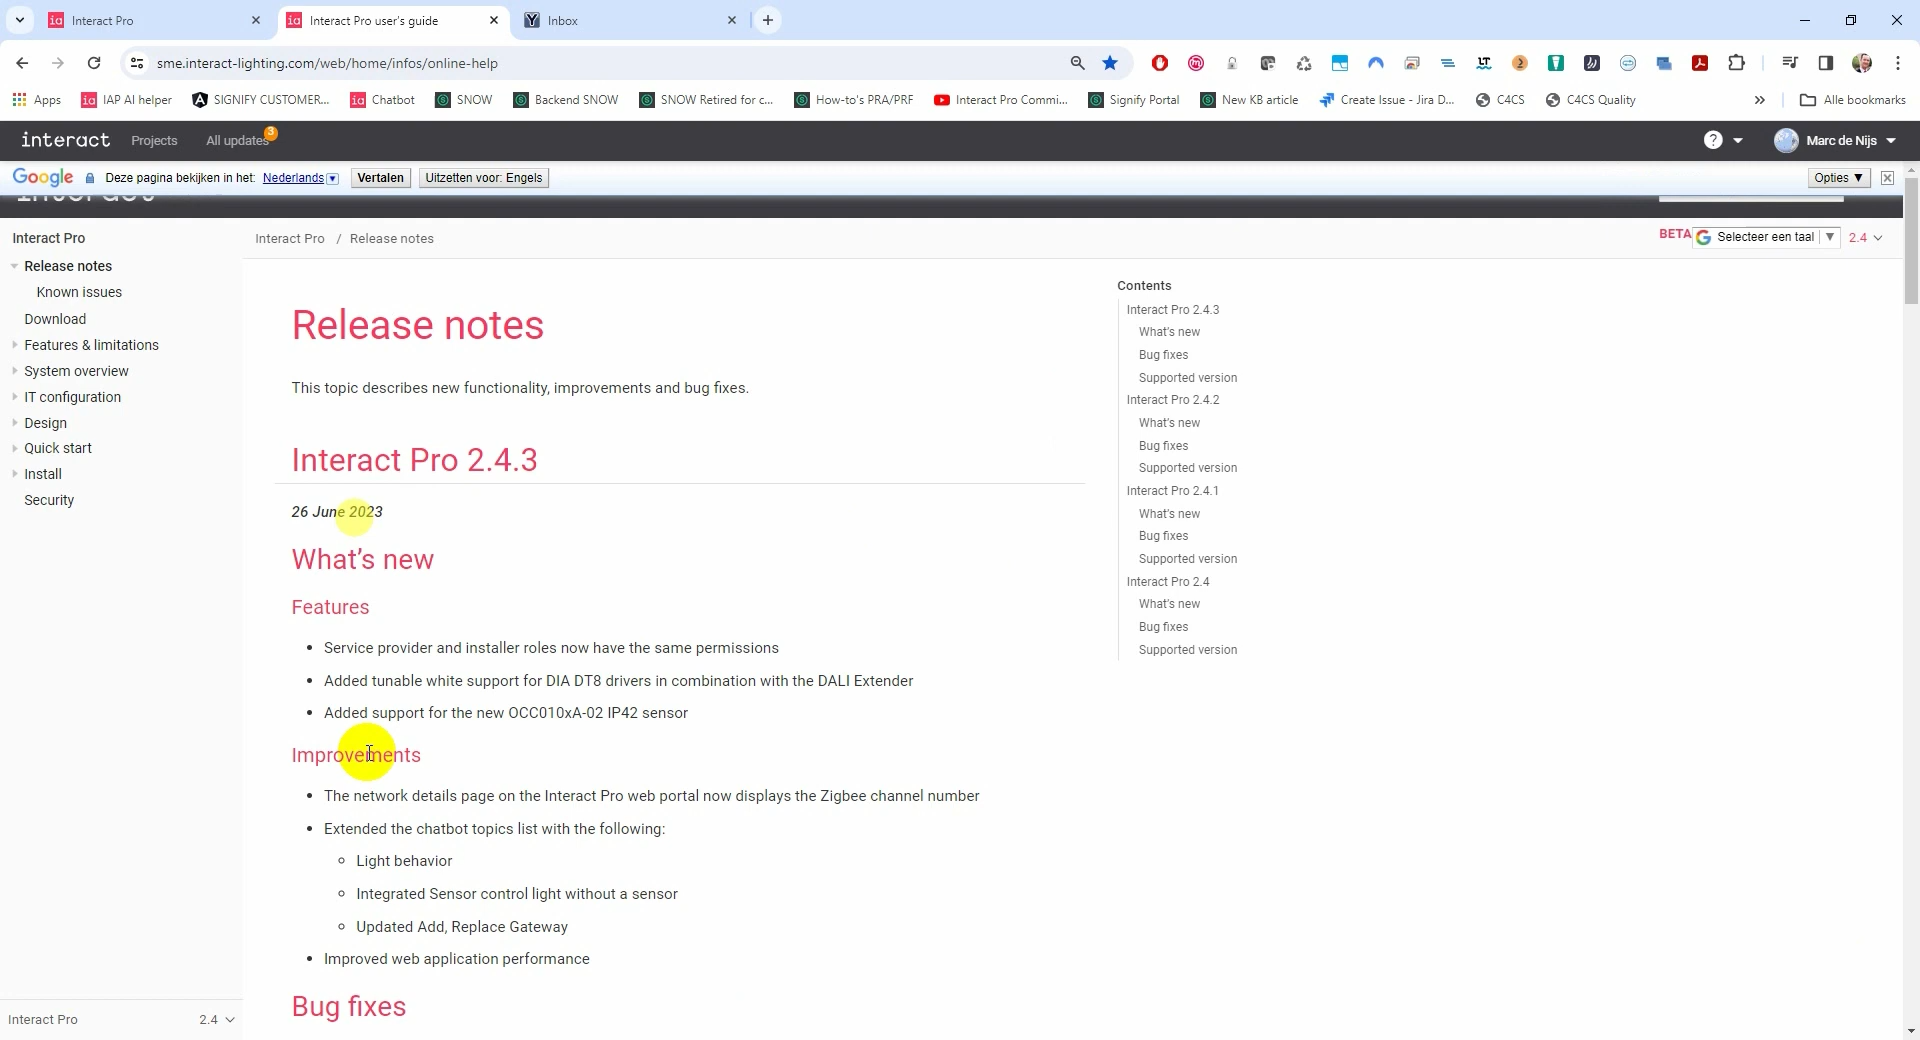 Interact Pro
Interact Pro user's guide
Inbox
sme.interact-lighting.com/web/home/infos/online-help
Apps
IAP AI helper
SIGNIFY CUSTOMER...
Chatbot
SNOW
Backend SNOW
SNOW Retired for c...
How-to's PRA/PRF
Interact Pro Commi...
Signify Portal
New KB article
Create Issue - Jira D...
C4CS
C4CS Quality
»
Alle bookmarks
interact
Projects
All updates
3
?
Marc de Nijs
Google
Deze pagina bekijken in het:
Nederlands
Vertalen
Uitzetten voor: Engels
Opties ▼
Interact Pro
Release notes
Known issues
Download
Features & limitations
System overview
IT configuration
Design
Quick start
Install
Security
Interact Pro
2.4
Interact Pro / Release notes
BETA
Selecteer een taal
2.4
Release notes
This topic describes new functionality, improvements and bug fixes.
Interact Pro 2.4.3
26 June 2023
What's new
Features
• Service provider and installer roles now have the same permissions
• Added tunable white support for DIA DT8 drivers in combination with the DALI Extender
• Added support for the new OCC010xA-02 IP42 sensor
Improvements
• The network details page on the Interact Pro web portal now displays the Zigbee channel number
• Extended the chatbot topics list with the following:
◦ Light behavior
◦ Integrated Sensor control light without a sensor
◦ Updated Add, Replace Gateway
• Improved web application performance
Bug fixes
Contents
Interact Pro 2.4.3
What's new
Bug fixes
Supported version
Interact Pro 2.4.2
What's new
Bug fixes
Supported version
Interact Pro 2.4.1
What's new
Bug fixes
Supported version
Interact Pro 2.4
What's new
Bug fixes
Supported version